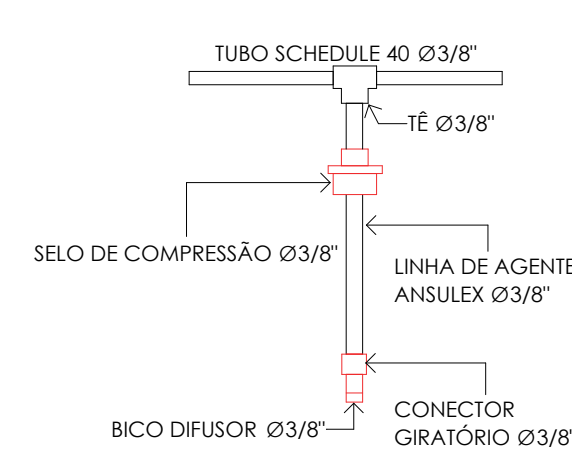 TUBO SCHEDULE 40 Ø3/8"
TÊ Ø3/8"
SELO DE COMPRESSÃO Ø3/8"
LINHA DE AGENTE
ANSULEX Ø3/8"
BICO DIFUSOR Ø3/8"
CONECTOR
GIRATÓRIO Ø3/8"